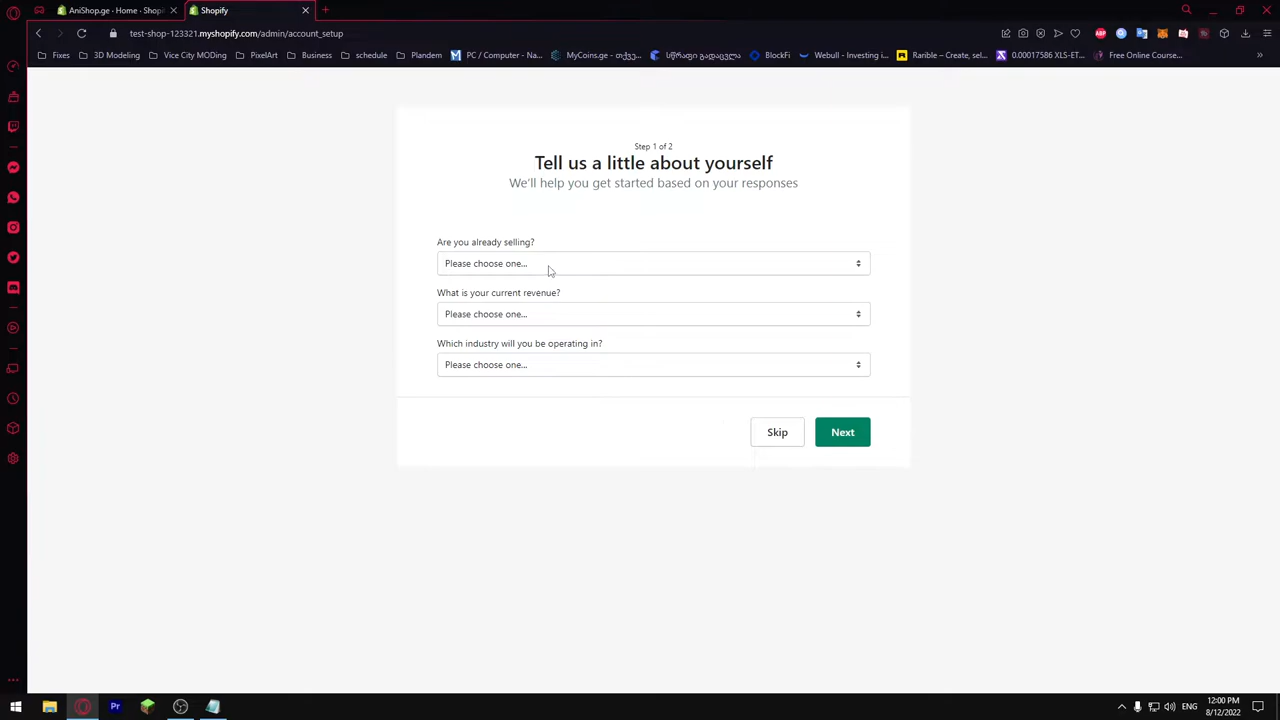 AniShop.ge · Home · Shopi
Shopify
test-shop-123321.myshopify.com/admin/account_setup
Fixes
3D Modeling
Vice City MODing
PixelArt
Business
schedule
Plandem
PC / Computer - Na...
MyCoins.ge - თქვე...
სწრაფი გადაცვლა
BlockFi
Webull - Investing i...
Rarible – Create, sel...
0.00017586 XLS-ET...
Free Online Course...
Step 1 of 2
Tell us a little about yourself
We'll help you get started based on your responses
Are you already selling?
Please choose one...
What is your current revenue?
Please choose one...
Which industry will you be operating in?
Please choose one...
Skip
Next
Pr
ENG
12:00 PM
8/12/2022